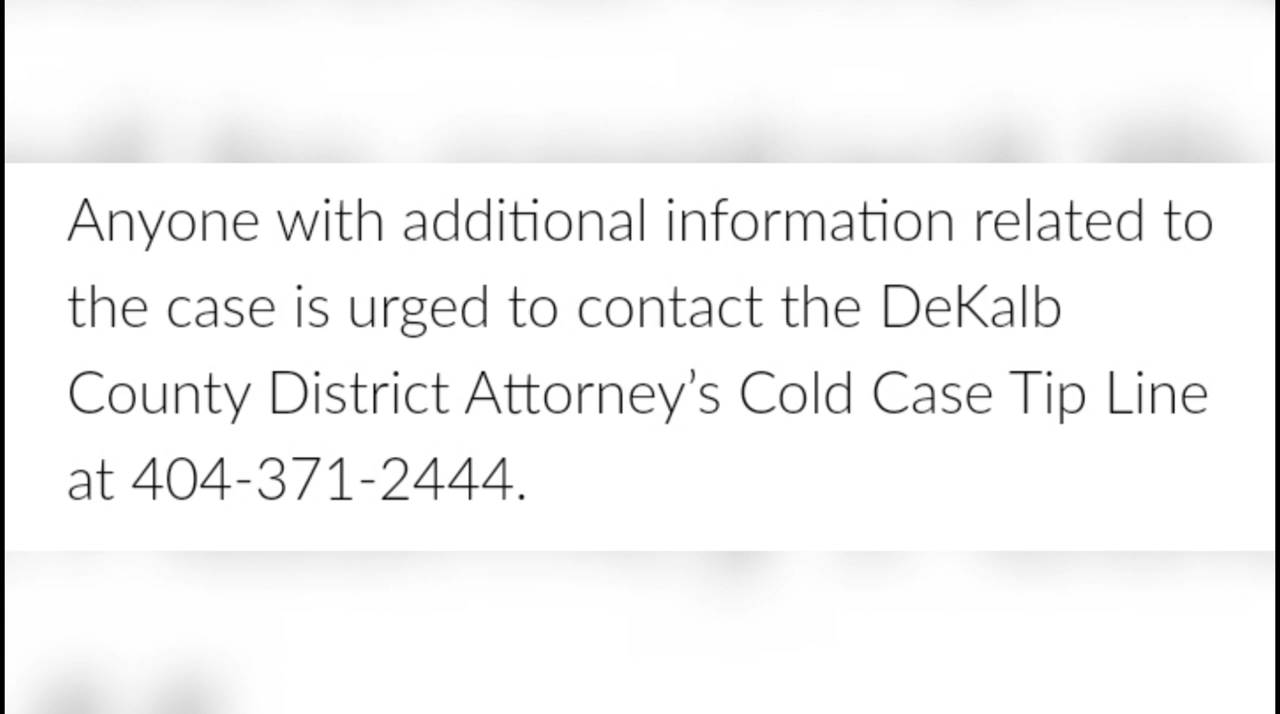 Anyone with additional information related to
the case is urged to contact the DeKalb
County District Attorney’s Cold Case Tip Line
at 404-371-2444.